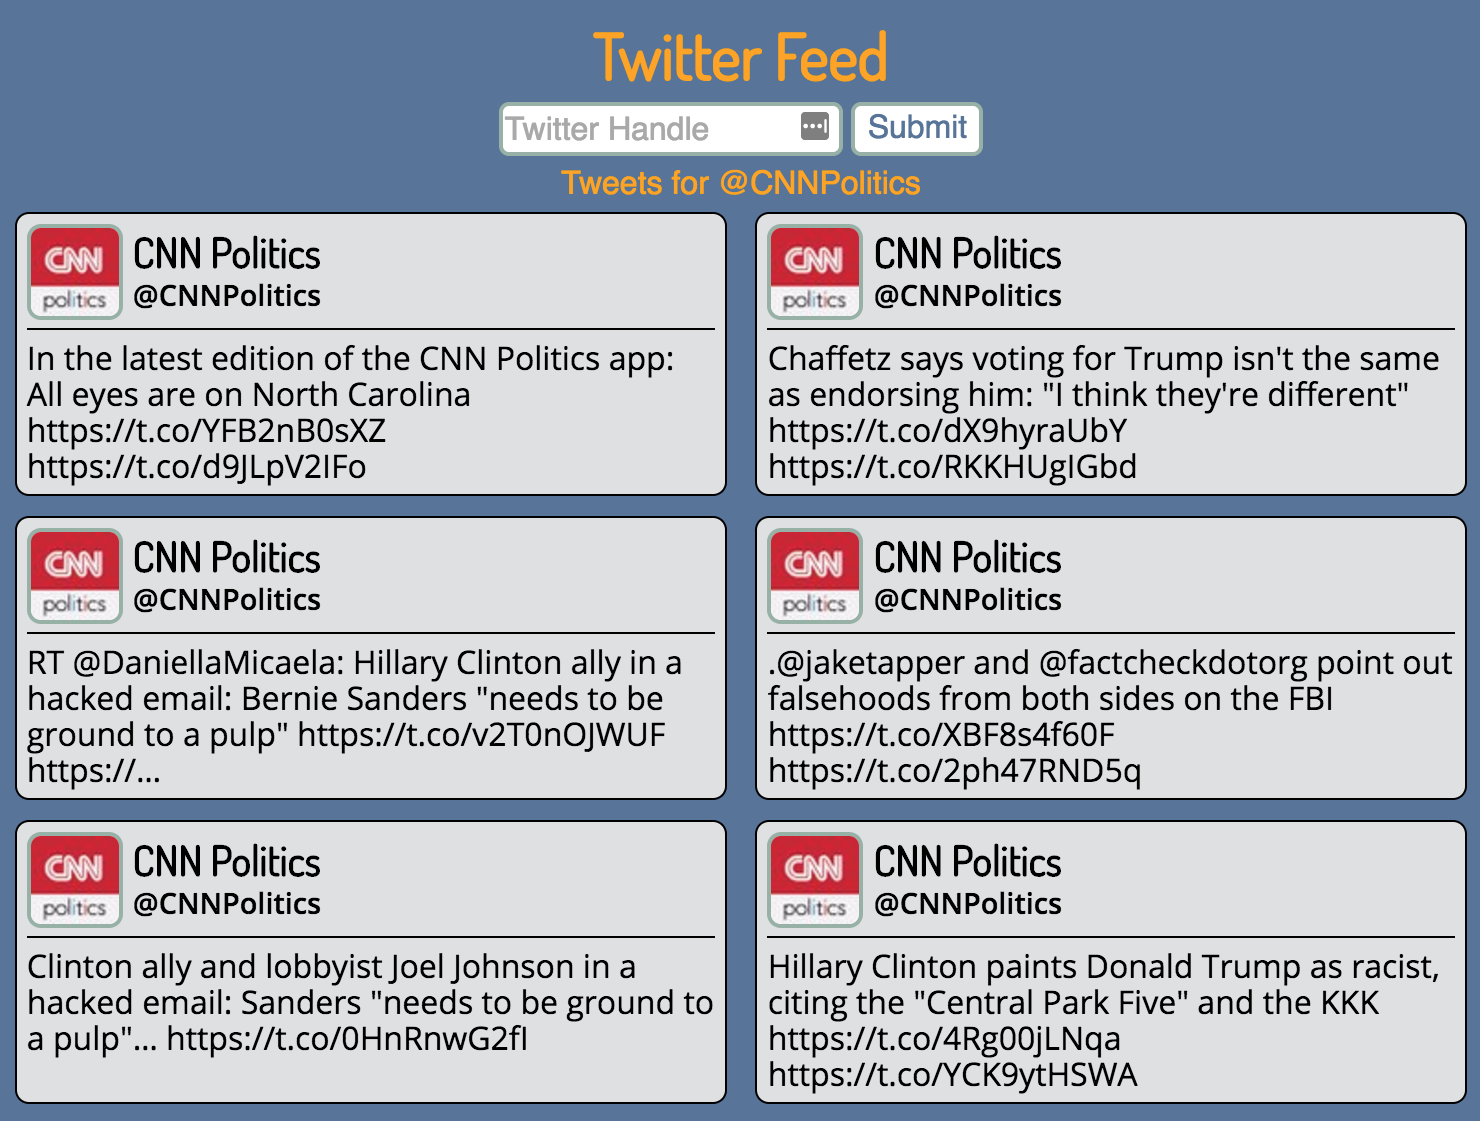 Twitter Feed
Twitter Handle
Submit
Tweets for @CNNPolitics
CNN
politics
CNN Politics
@CNNPolitics
In the latest edition of the CNN Politics app:
All eyes are on North Carolina
https://t.co/YFB2nB0sXZ
https://t.co/d9JLpV2IFo
CNN
politics
CNN Politics
@CNNPolitics
Chaffetz says voting for Trump isn't the same
as endorsing him: "I think they're different"
https://t.co/dX9hyraUbY
https://t.co/RKKHUgIGbd
CNN
politics
CNN Politics
@CNNPolitics
RT @DaniellaMicaela: Hillary Clinton ally in a
hacked email: Bernie Sanders "needs to be
ground to a pulp" https://t.co/v2T0nOJWUF
https://…
CNN
politics
CNN Politics
@CNNPolitics
.@jaketapper and @factcheckdotorg point out
falsehoods from both sides on the FBI
https://t.co/XBF8s4f60F
https://t.co/2ph47RND5q
CNN
politics
CNN Politics
@CNNPolitics
Clinton ally and lobbyist Joel Johnson in a
hacked email: Sanders "needs to be ground to
a pulp"… https://t.co/0HnRnwG2fI
CNN
politics
CNN Politics
@CNNPolitics
Hillary Clinton paints Donald Trump as racist,
citing the "Central Park Five" and the KKK
https://t.co/4Rg00jLNqa
https://t.co/YCK9ytHSWA